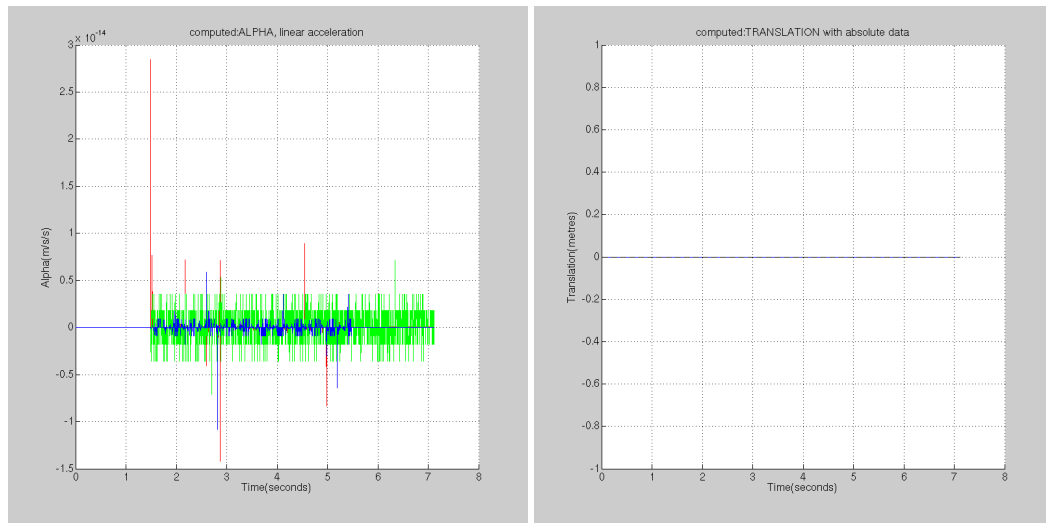 computed:ALPHA, linear acceleration
x 10^-14
3
2.5
2
1.5
1
0.5
0
-0.5
-1
-1.5
Alpha(m/s/s)
0 1 2 3 4 5 6 7 8
Time(seconds)
computed:TRANSLATION with absolute data
1
0.8
0.6
0.4
0.2
0
-0.2
-0.4
-0.6
-0.8
-1
Translation(metres)
0 1 2 3 4 5 6 7 8
Time(seconds)